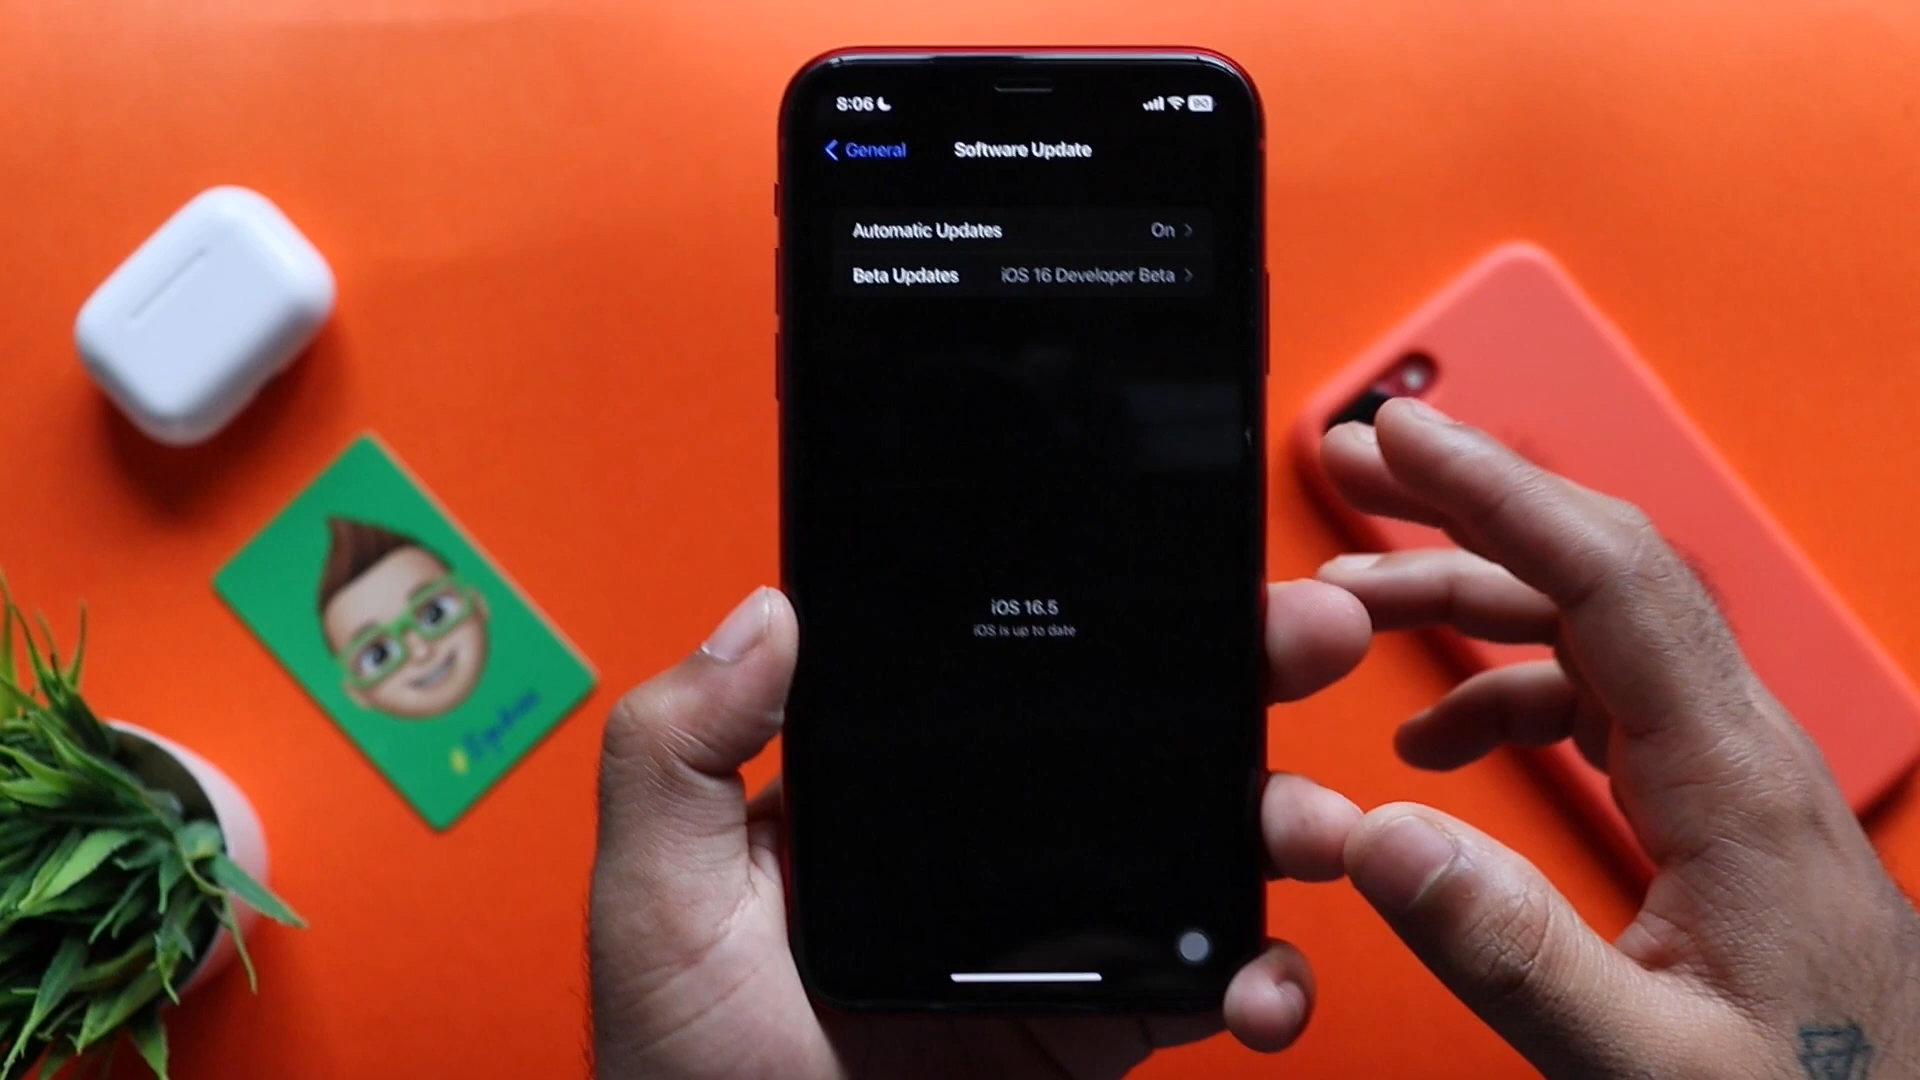 8:06
90
General Software Update
Automatic Updates On
Beta Updates iOS 16 Developer Beta
iOS 16.5
iOS is up to date